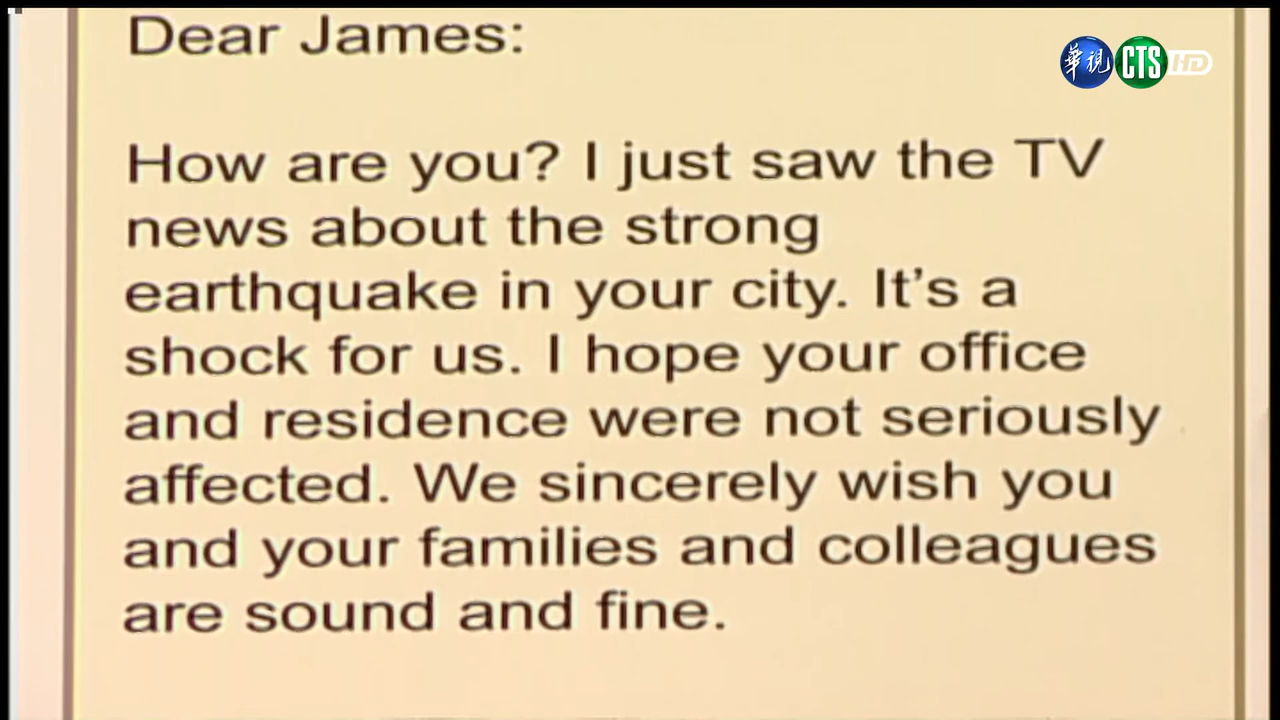 Dear James:
華視 CTS HD
How are you? I just saw the TV
news about the strong
earthquake in your city. It's a
shock for us. I hope your office
and residence were not seriously
affected. We sincerely wish you
and your families and colleagues
are sound and fine.